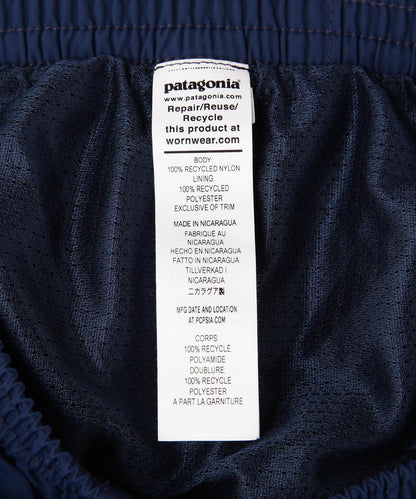 patagonia®
www.patagonia.com
Repair/Reuse/
Recycle
this product at
wornwear.com
BODY
100% RECYCLED NYLON
LINING.
100% RECYCLED
POLYESTER
EXCLUSIVE OF TRIM
MADE IN NICARAGUA
FABRIQUÉ AU
NICARAGUA
HECHO EN NICARAGUA
FATTO IN NICARAGUA
TILLVERKAD I
NICARAGUA
ニカラグア製
MFG DATE AND LOCATION
AT PCPSIA.COM
CORPS:
100% RECYCLÉ
POLYAMIDE
DOUBLURE:
100% RECYCLÉ
POLYESTER
A PART LA GARNITURE